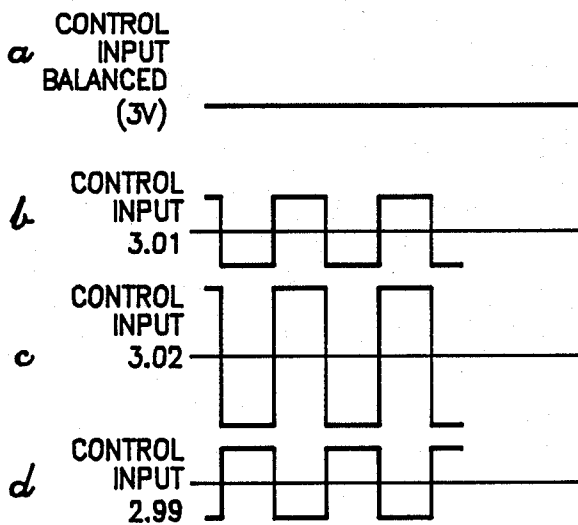 CONTROL
a INPUT
BALANCED
(3V)
CONTROL
b INPUT
3.01
CONTROL
INPUT
c 3.02
CONTROL
d INPUT
2.99